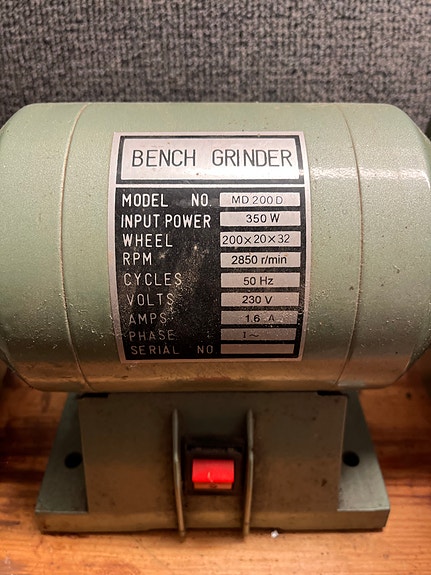 BENCH GRINDER
MODEL NO. MD 200 D
INPUT POWER 350 W
WHEEL 200×20×32
RPM 2850 r/min
CYCLES 50 Hz
VOLTS 230 V
AMPS 1.6 A
PHASE 1~
SERIAL NO